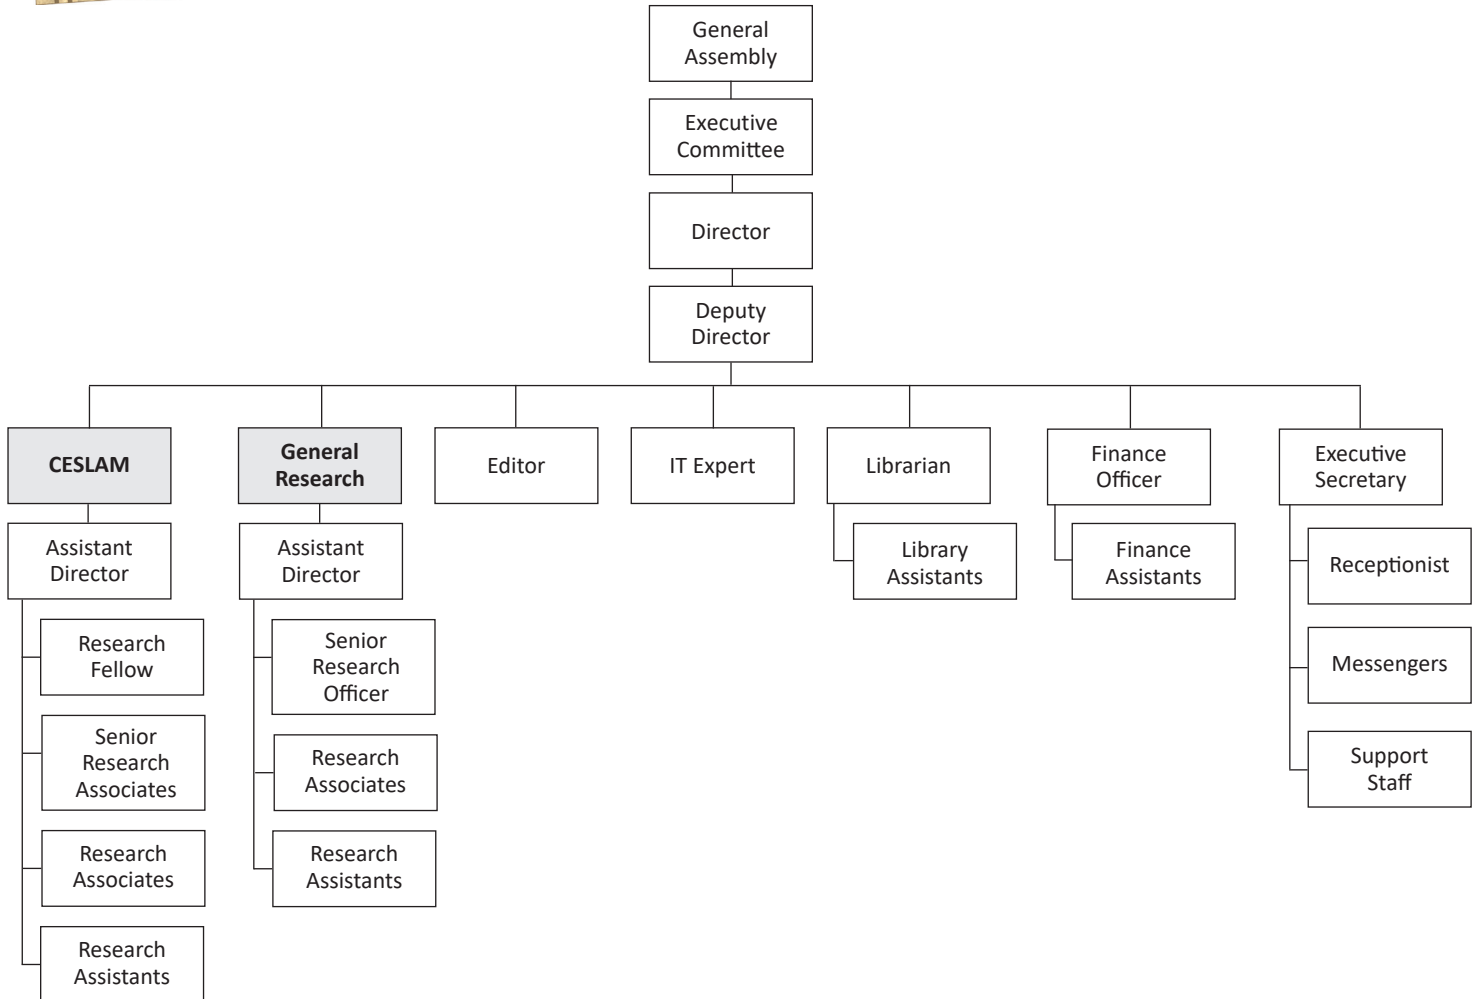 General
Assembly
Executive
Committee
Director
Deputy
Director
CESLAM
General
Research
Editor
IT Expert
Librarian
Finance
Officer
Executive
Secretary
Assistant
Director
Assistant
Director
Library
Assistants
Finance
Assistants
Receptionist
Research
Fellow
Senior
Research
Officer
Messengers
Senior
Research
Associates
Research
Associates
Support
Staff
Research
Associates
Research
Assistants
Research
Assistants